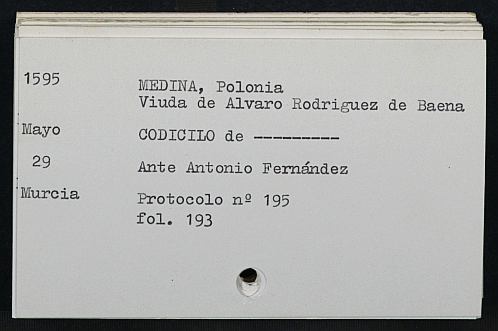 1595
MEDINA, Polonia
Viuda de Alvaro Rodriguez de Baena
Mayo
CODICILO de ---------
29
Ante Antonio Fernández
Murcia
Protocolo nº 195
fol. 193